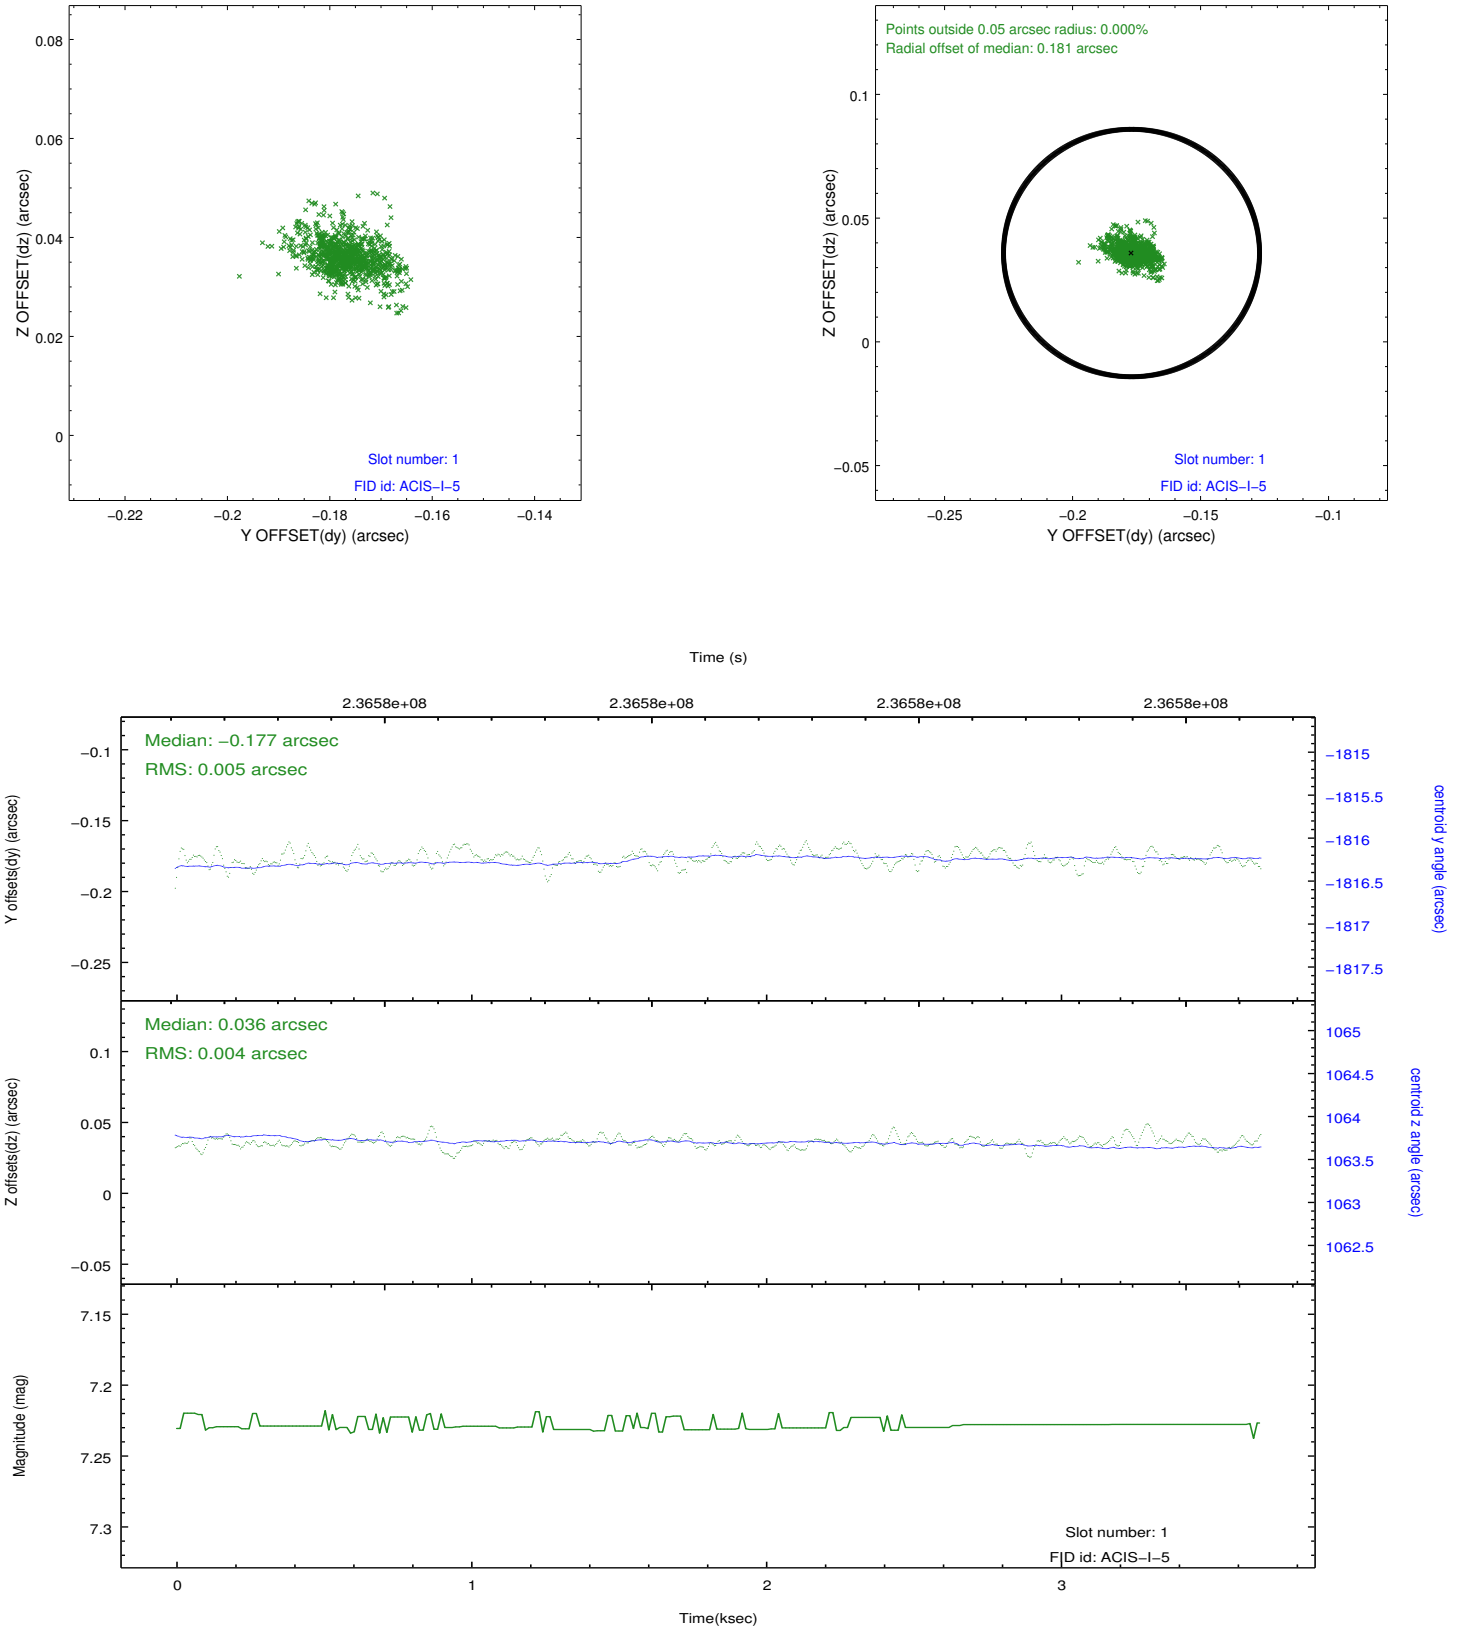 0.08
0.06
0.04
0.02
0
Z OFFSET(dz) (arcsec)
Slot number: 1
FID id: ACIS−I−5
−0.22
−0.2
−0.18
−0.16
−0.14
Y OFFSET(dy) (arcsec)
Points outside 0.05 arcsec radius: 0.000%
Radial offset of median: 0.181 arcsec
0.1
0.05
0
−0.05
Z OFFSET(dz) (arcsec)
Slot number: 1
FID id: ACIS−I−5
−0.25
−0.2
−0.15
−0.1
Y OFFSET(dy) (arcsec)
Time (s)
2.3658e+08
2.3658e+08
2.3658e+08
2.3658e+08
Median: −0.177 arcsec
RMS: 0.005 arcsec
−0.1
−0.15
−0.2
−0.25
Y offsets(dy) (arcsec)
−1815
−1815.5
−1816
−1816.5
−1817
−1817.5
centroid y angle (arcsec)
Median: 0.036 arcsec
RMS: 0.004 arcsec
0.1
0.05
0
−0.05
Z offsets(dz) (arcsec)
1065
1064.5
1064
1063.5
1063
1062.5
centroid z angle (arcsec)
7.15
7.2
7.25
7.3
Magnitude (mag)
Slot number: 1
FID id: ACIS−I−5
0
1
2
3
Time(ksec)